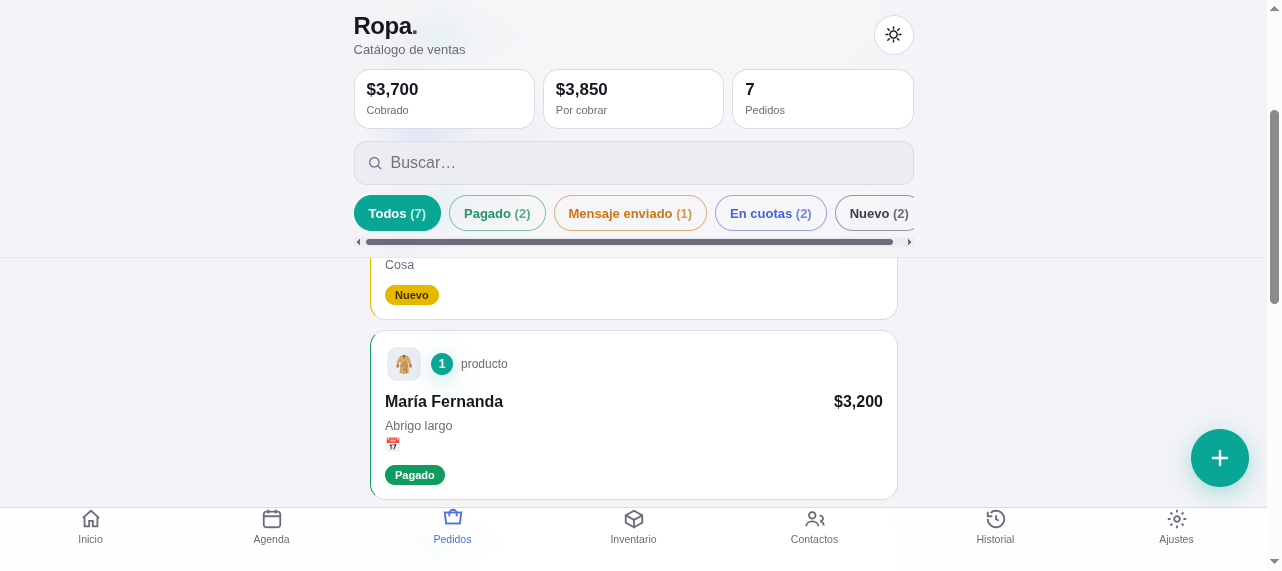 Ropa.
Catálogo de ventas
$3,700
Cobrado
$3,850
Por cobrar
7
Pedidos
Buscar…
Todos (7)
Pagado (2)
Mensaje enviado (1)
En cuotas (2)
Nuevo (2)
Cosa
Nuevo
1 producto
María Fernanda
$3,200
Abrigo largo
Pagado
Inicio
Agenda
Pedidos
Inventario
Contactos
Historial
Ajustes